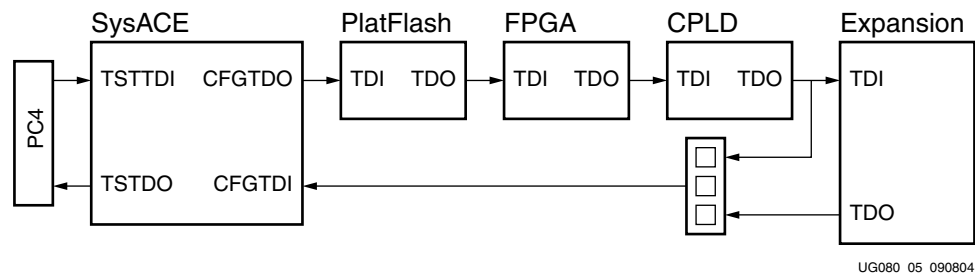 SysACE PlatFlash FPGA CPLD Expansion
TSTTDI CFGTDO TDI TDO TDI TDO TDI TDO TDI
PC4
TSTDO CFGTDI
TDO
UG080_05_090804